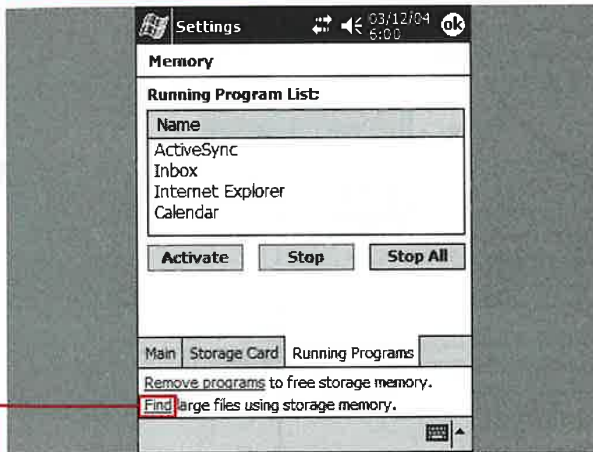 Settings
03/12/04
6:00
ok
Memory
Running Program List:
Name
ActiveSync
Inbox
Internet Explorer
Calendar
Activate Stop Stop All
Main Storage Card Running Programs
Remove programs to free storage memory.
Find large files using storage memory.